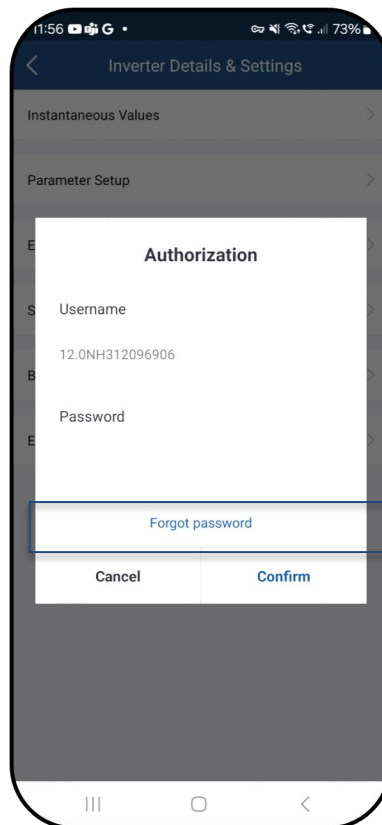 11:56 G • 73%
Inverter Details & Settings
Instantaneous Values
Parameter Setup
E
Authorization
S
Username
12.0NH312096906
B
Password
E
Forgot password
Cancel Confirm